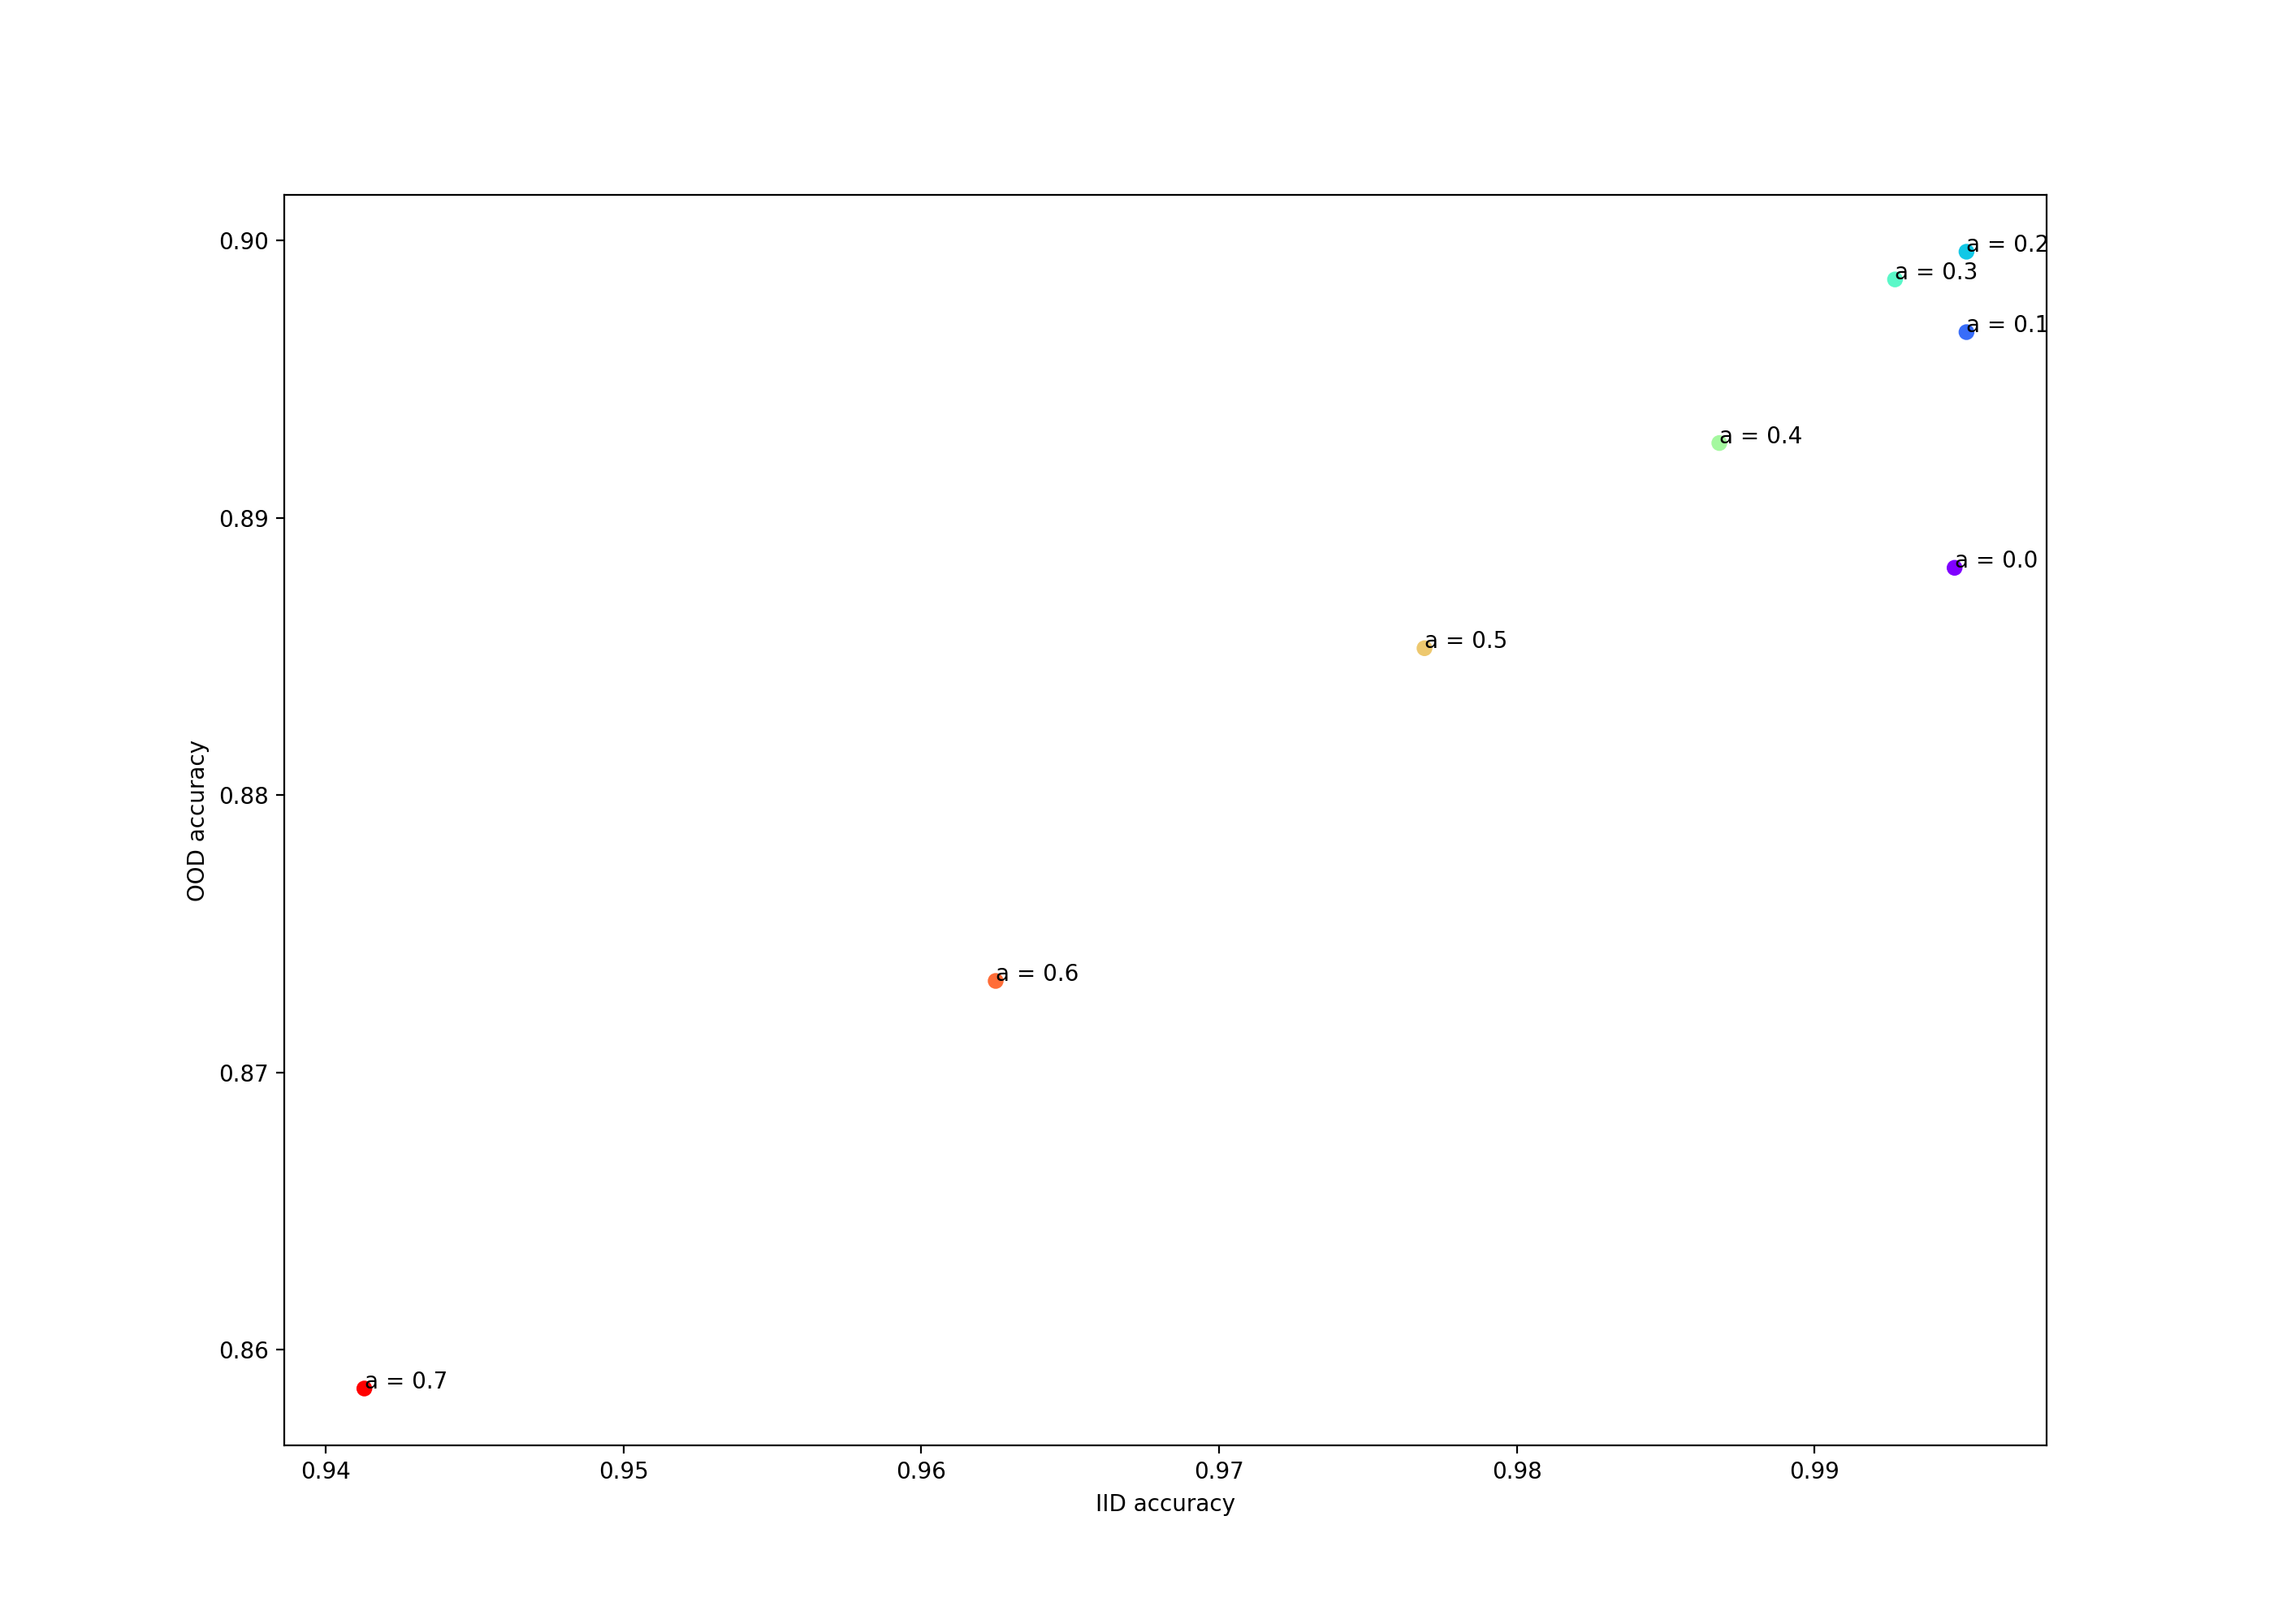 0.90
a = 0.2
a = 0.3
a = 0.1
a = 0.4
0.89
a = 0.0
a = 0.5
0.88
OOD accuracy
a = 0.6
0.87
0.86
a = 0.7
0.94 0.95 0.96 0.97 0.98 0.99
IID accuracy